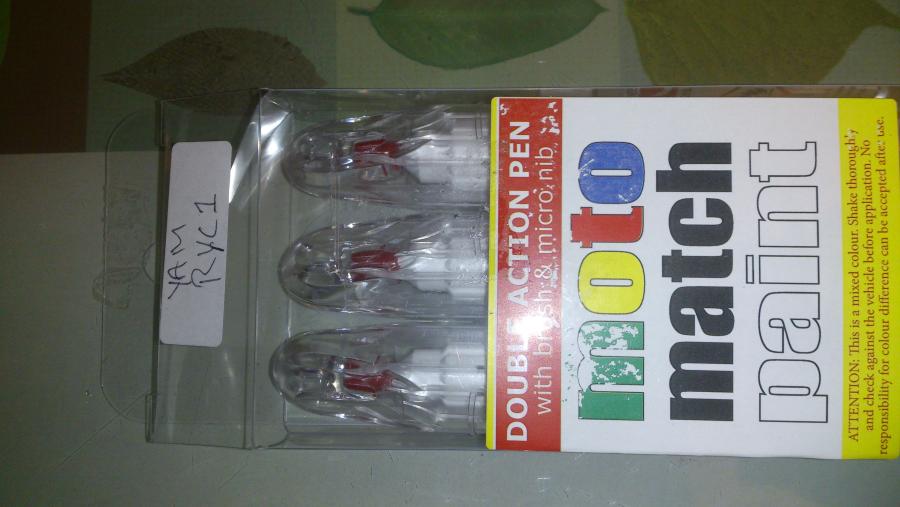 YAM
RYC1
DOUBLE ACTION PEN
with brush & micro nib
moto
match
paint
ATTENTION: This is a mixed colour. Shake thoroughly
and check against the vehicle before application. No
responsibility for colour difference can be accepted after use.